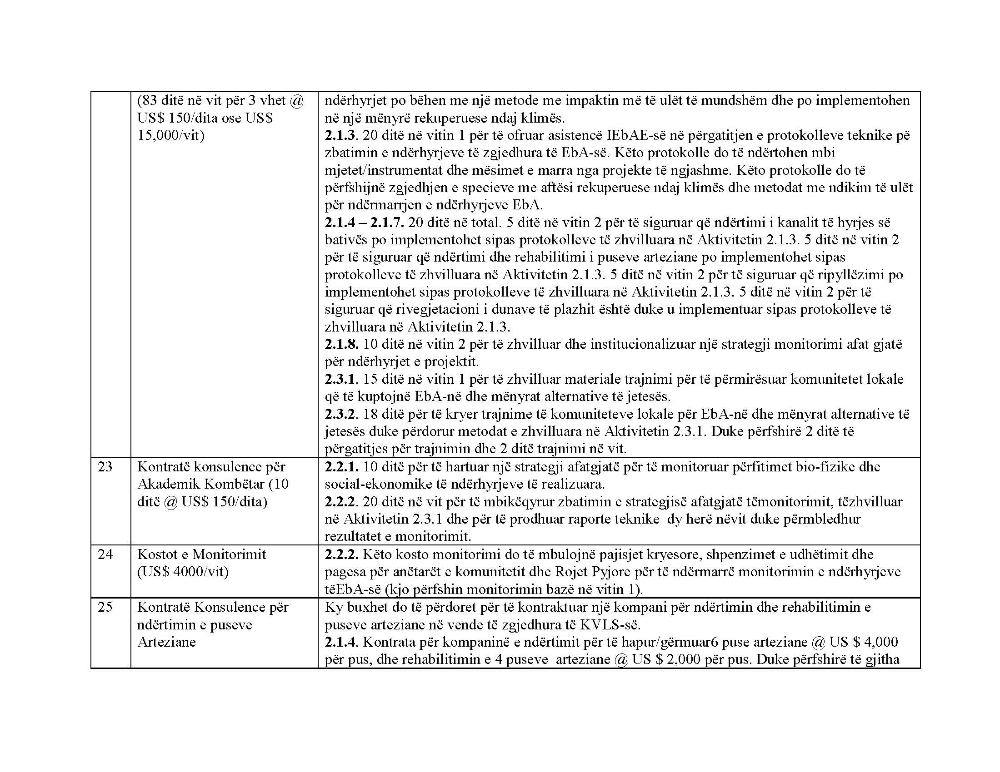 (83 ditë në vit për 3 vhet @
US$ 150/dita ose US$
15,000/vit)
ndërhyrjet po bëhen me një metode me impaktin më të ulët të mundshëm dhe po implementohen
në një mënyrë rekuperuese ndaj klimës.
2.1.3. 20 ditë në vitin 1 për të ofruar asistencë IEbAE-së në përgatitjen e protokolleve teknike pë
zbatimin e ndërhyrjeve të zgjedhura të EbA-së. Këto protokolle do të ndërtohen mbi
mjetet/instrumentat dhe mësimet e marra nga projekte të ngjashme. Këto protokolle do të
përfshijnë zgjedhjen e specieve me aftësi rekuperuese ndaj klimës dhe metodat me ndikim të ulët
për ndërmarrjen e ndërhyrjeve EbA.
2.1.4 – 2.1.7. 20 ditë në total. 5 ditë në vitin 2 për të siguruar që ndërtimi i kanalit të hyrjes së
bativës po implementohet sipas protokolleve të zhvilluara në Aktivitetin 2.1.3. 5 ditë në vitin 2
për të siguruar që ndërtimi dhe rehabilitimi i puseve arteziane po implementohet sipas
protokolleve të zhvilluara në Aktivitetin 2.1.3. 5 ditë në vitin 2 për të siguruar që ripyllëzimi po
implementohet sipas protokolleve të zhvilluara në Aktivitetin 2.1.3. 5 ditë në vitin 2 për të
siguruar që rivegjetacioni i dunave të plazhit është duke u implementuar sipas protokolleve të
zhvilluara në Aktivitetin 2.1.3.
2.1.8. 10 ditë në vitin 2 për të zhvilluar dhe institucionalizuar një strategji monitorimi afat gjatë
për ndërhyrjet e projektit.
2.3.1. 15 ditë në vitin 1 për të zhvilluar materiale trajnimi për të përmirësuar komunitetet lokale
që të kuptojnë EbA-në dhe mënyrat alternative të jetesës.
2.3.2. 18 ditë për të kryer trajnime të komuniteteve lokale për EbA-në dhe mënyrat alternative të
jetesës duke përdorur metodat e zhvilluara në Aktivitetin 2.3.1. Duke përfshirë 2 ditë të
përgatitjes për trajnimin dhe 2 ditë trajnimi në vit.
23
Kontratë konsulence për
Akademik Kombëtar (10
ditë @ US$ 150/dita)
2.2.1. 10 ditë për të hartuar një strategji afatgjatë për të monitoruar përfitimet bio-fizike dhe
social-ekonomike të ndërhyrjeve të realizuara.
2.2.2. 20 ditë në vit për të mbikëqyrur zbatimin e strategjisë afatgjatë tëmonitorimit, tëzhvilluar
në Aktivitetin 2.3.1 dhe për të prodhuar raporte teknike  dy herë nëvit duke përmbledhur
rezultatet e monitorimit.
24
Kostot e Monitorimit
(US$ 4000/vit)
2.2.2. Këto kosto monitorimi do të mbulojnë pajisjet kryesore, shpenzimet e udhëtimit dhe
pagesa për anëtarët e komunitetit dhe Rojet Pyjore për të ndërmarrë monitorimin e ndërhyrjeve
tëEbA-së (kjo përfshin monitorimin bazë në vitin 1).
25
Kontratë Konsulence për
ndërtimin e puseve
Arteziane
Ky buxhet do të përdoret për të kontraktuar një kompani për ndërtimin dhe rehabilitimin e
puseve arteziane në vende të zgjedhura të KVLS-së.
2.1.4. Kontrata për kompaninë e ndërtimit për të hapur/gërmuar6 puse arteziane @ US $ 4,000
për pus, dhe rehabilitimin e 4 puseve  arteziane @ US $ 2,000 për pus. Duke përfshirë të gjitha